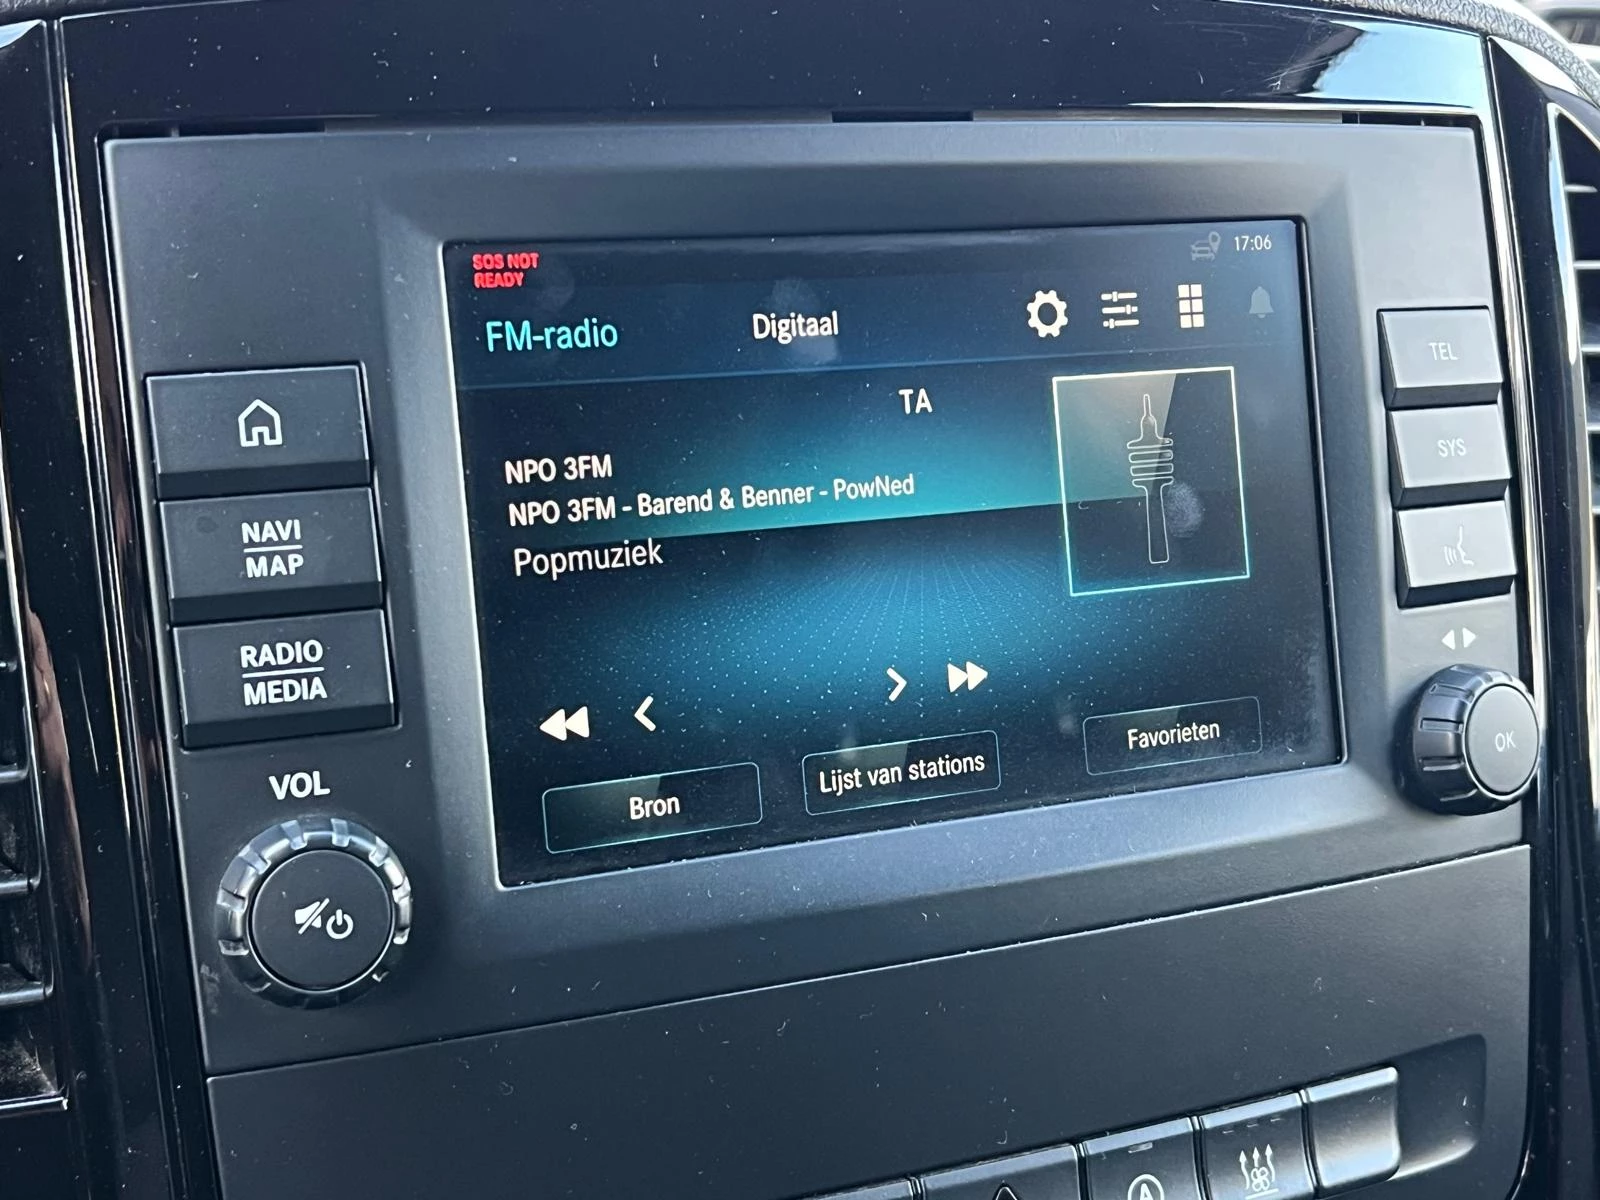 SOS NOT
READY
17:06
FM-radio
Digitaal
TA
NPO 3FM
NPO 3FM - Barend & Benner - PowNed
Popmuziek
Bron
Lijst van stations
Favorieten
NAVI
MAP
RADIO
MEDIA
VOL
TEL
SYS
OK
A